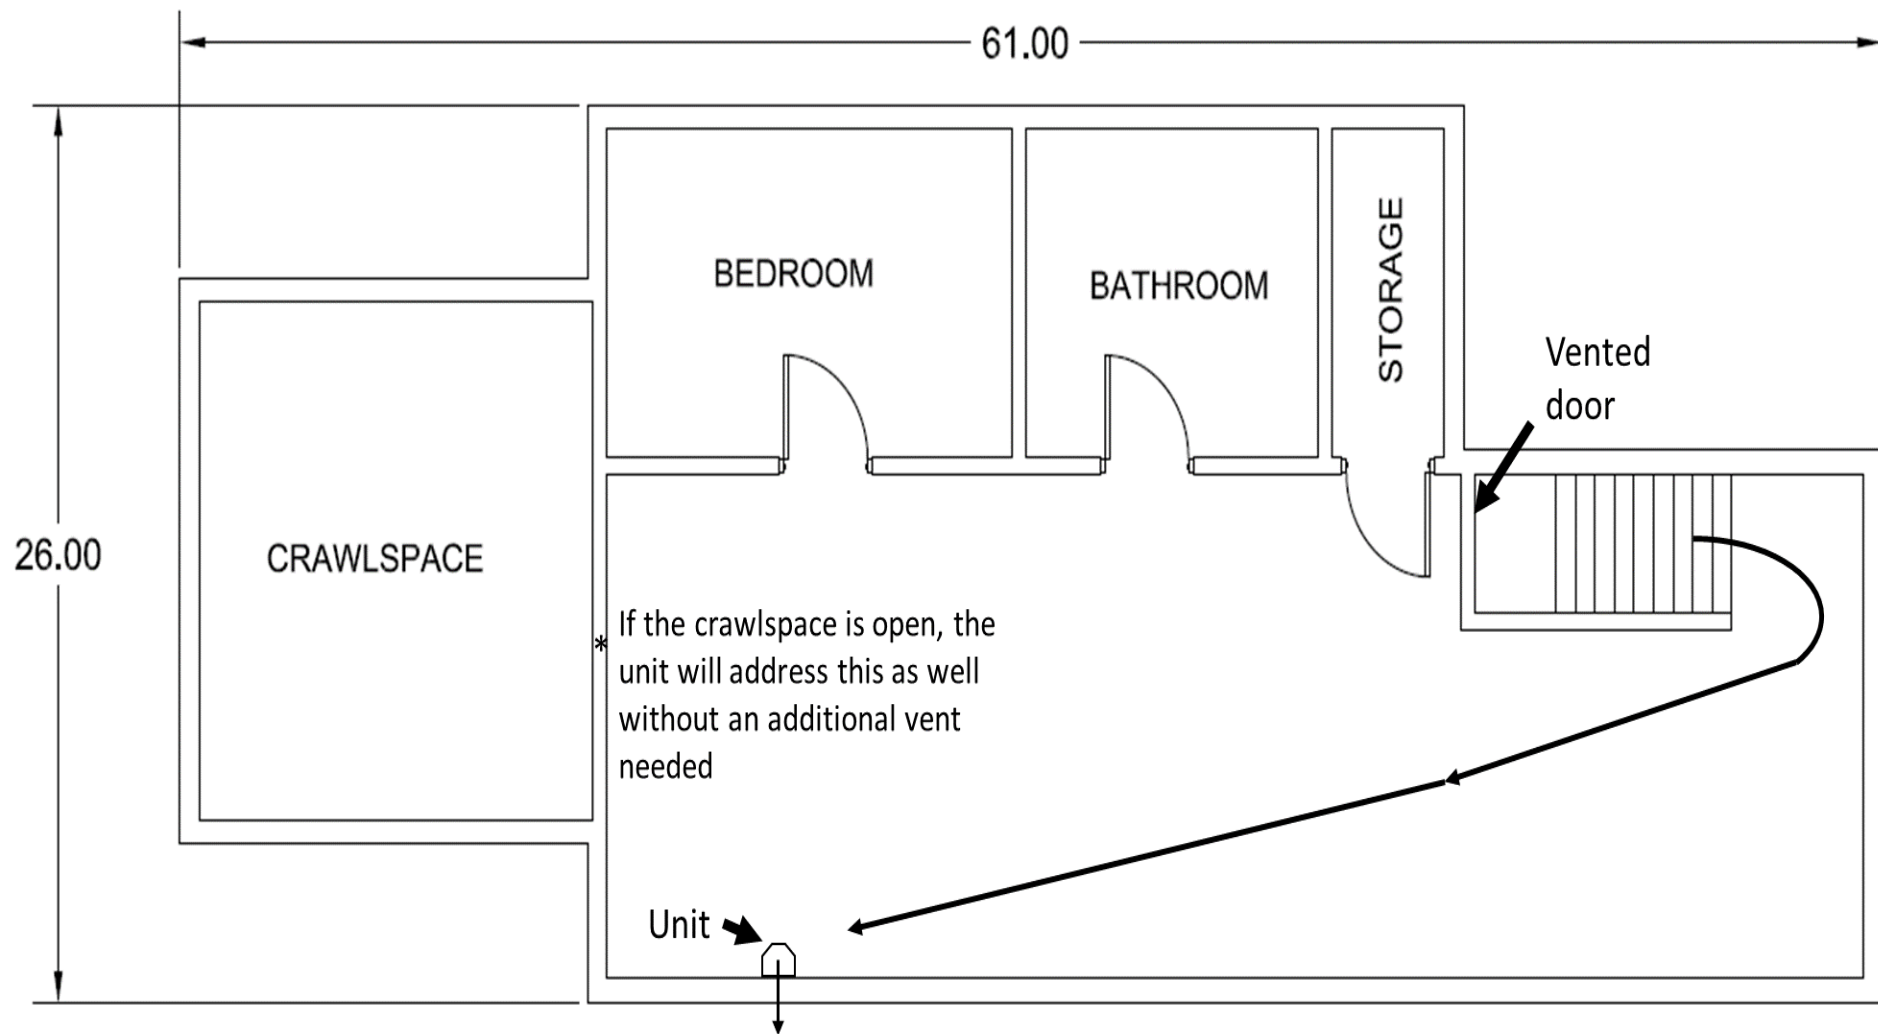 61.00
BEDROOM
BATHROOM
STORAGE
Vented
door
26.00
CRAWLSPACE
* If the crawlspace is open, the
unit will address this as well
without an additional vent
needed
Unit